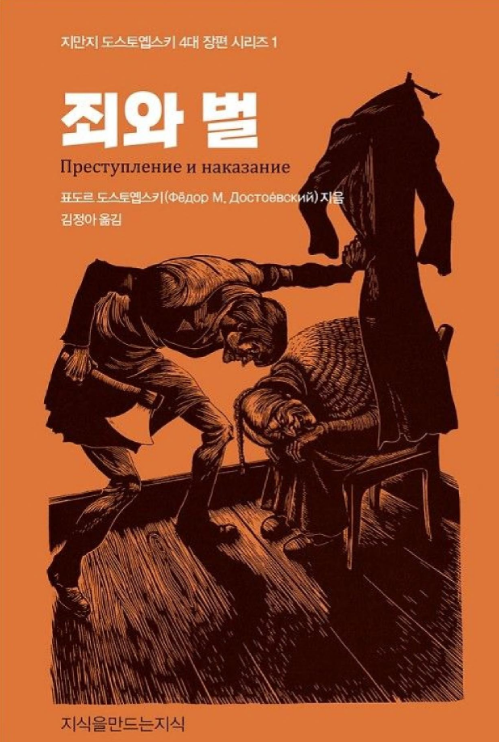 지만지 도스토옙스키 4대 장편 시리즈 1
죄와 벌
Преступление и наказание
표도르 도스토옙스키(Фёдор М. Достое́вский) 지음
김정아 옮김
지식을만드는지식